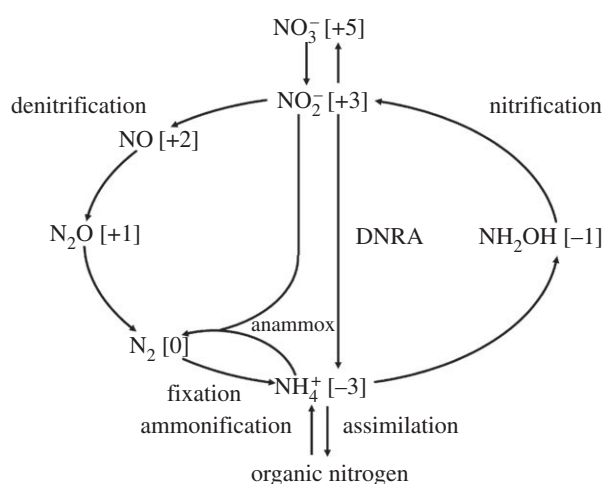 NO₃⁻ [+5]
NO₂⁻ [+3]
denitrification
nitrification
NO [+2]
N₂O [+1]
DNRA
NH₂OH [–1]
anammox
N₂ [0]
NH₄⁺ [–3]
fixation
ammonification
assimilation
organic nitrogen